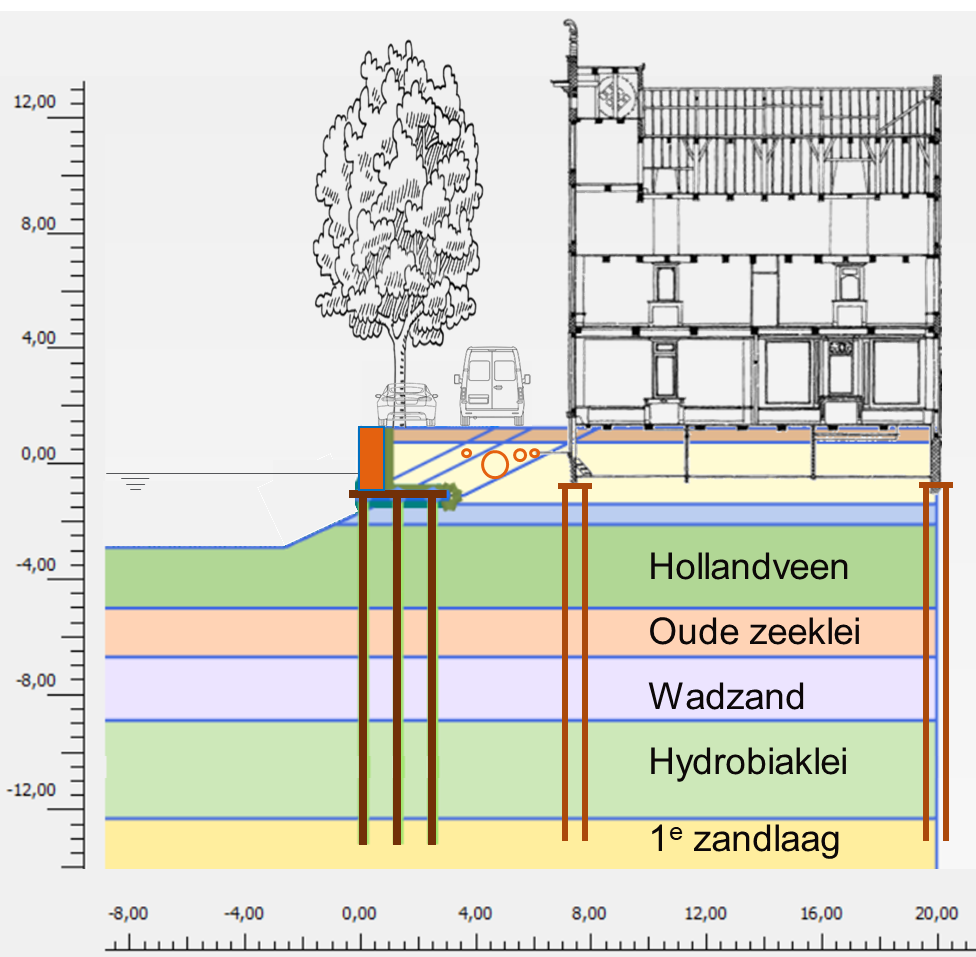 12,00
8,00
4,00
0,00
-4,00
Hollandveen
Oude zeeklei
-8,00
Wadzand
Hydrobiaklei
-12,00
1e zandlaag
-8,00 -4,00 0,00 4,00 8,00 12,00 16,00 20,00